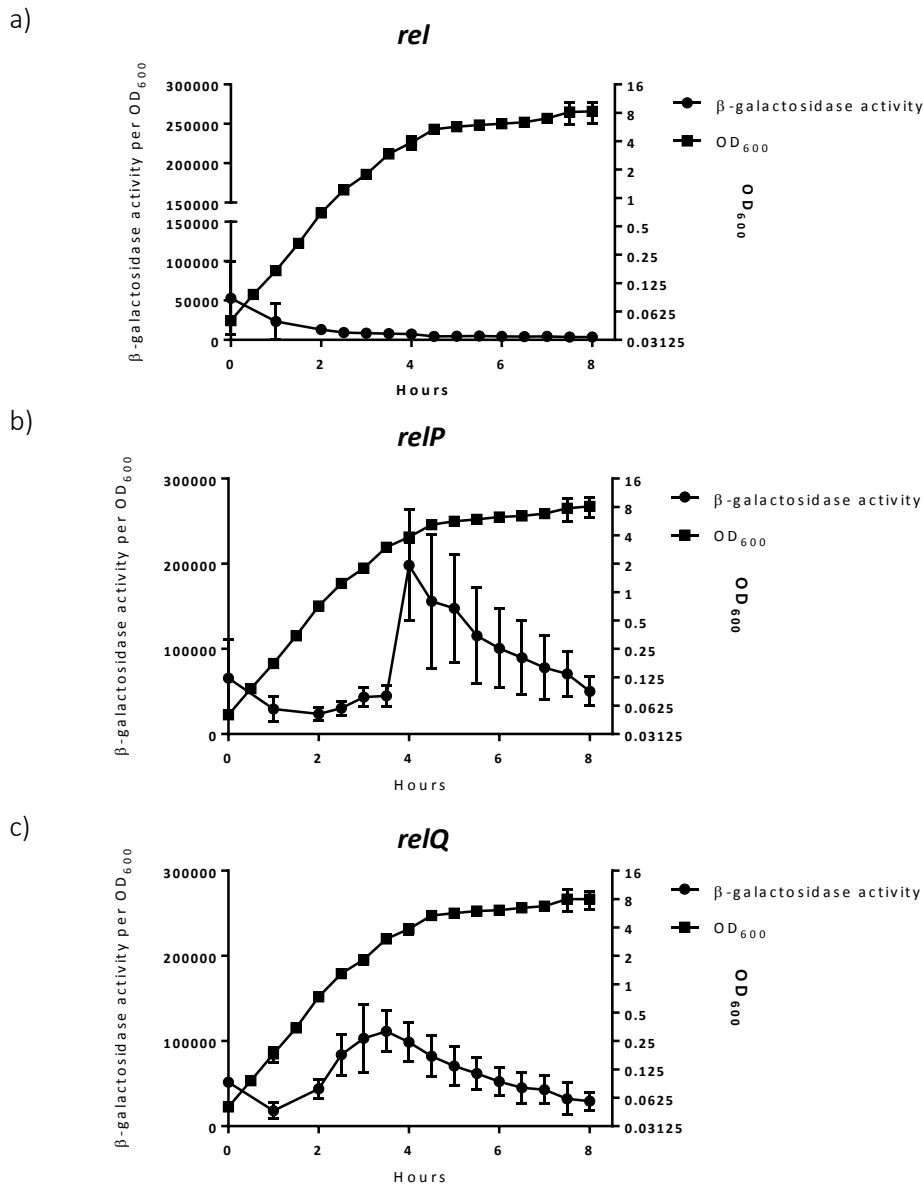 a)
rel
β-galactosidase activity per OD600
300000
250000
200000
150000
150000
100000
50000
0
16
8
4
2
1
0.5
0.25
0.125
0.0625
0.03125
OD600
0 2 4 6 8
Hours
β-galactosidase activity
OD600
b)
relP
β-galactosidase activity per OD600
300000
200000
100000
0
16
8
4
2
1
0.5
0.25
0.125
0.0625
0.03125
OD600
0 2 4 6 8
Hours
β-galactosidase activity
OD600
c)
relQ
β-galactosidase activity per OD600
300000
200000
100000
0
16
8
4
2
1
0.5
0.25
0.125
0.0625
0.03125
OD600
0 2 4 6 8
Hours
β-galactosidase activity
OD600